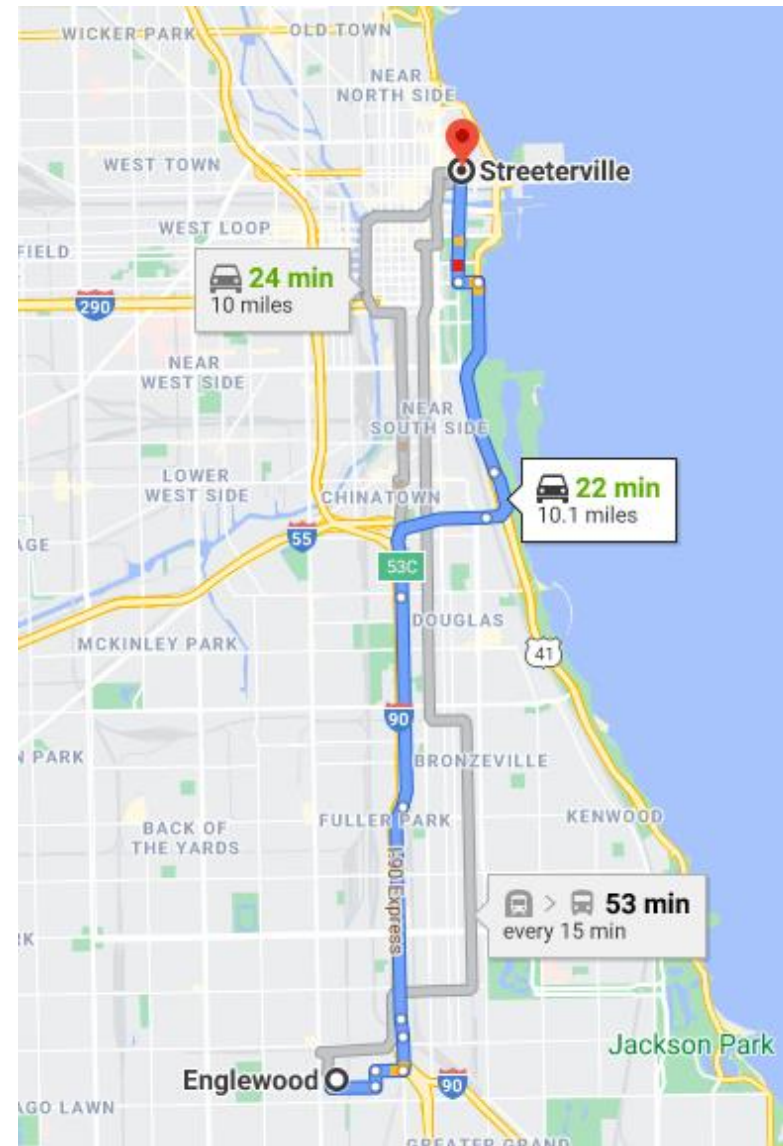 WICKER PARK
OLD TOWN
NEAR
NORTH SIDE
WEST TOWN
Streeterville
WEST LOOP
FIELD
24 min
10 miles
290
NEAR
WEST SIDE
NEAR
SOUTH SIDE
LOWER
WEST SIDE
CHINATOWN
22 min
10.1 miles
55
AGE
53C
DOUGLAS
MCKINLEY PARK
41
90
N PARK
BRONZEVILLE
BACK OF
THE YARDS
FULLER PARK
KENWOOD
I-90 Express
> 53 min
every 15 min
RK
Jackson Park
Englewood
90
AGO LAWN
GREATER GRAND